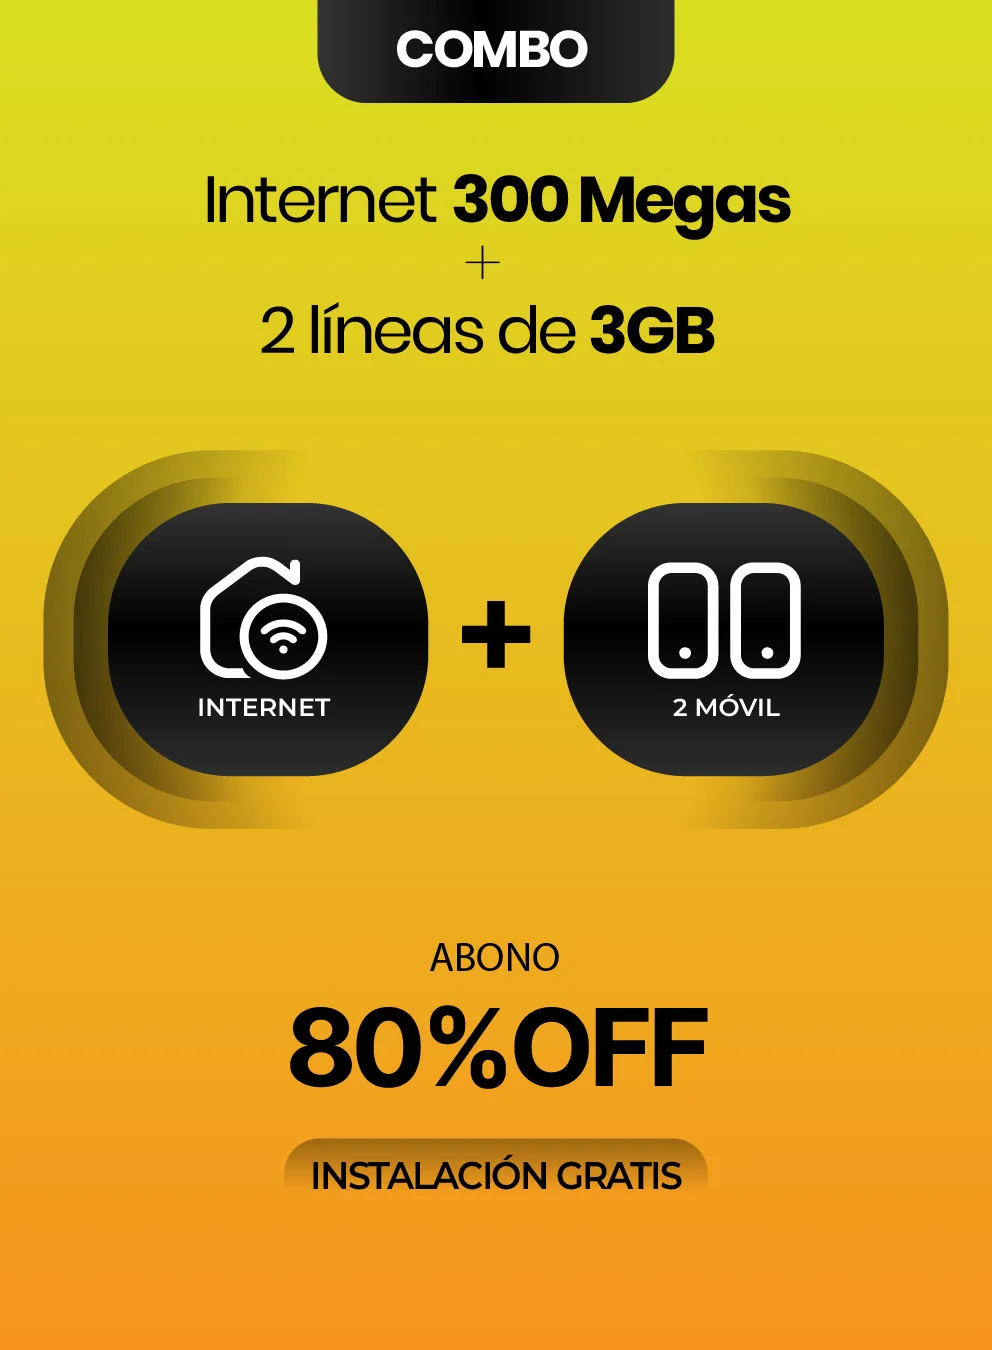 COMBO
Internet 300 Megas
+
2 líneas de 3GB
+
INTERNET
2 MÓVIL
ABONO
80%OFF
INSTALACIÓN GRATIS